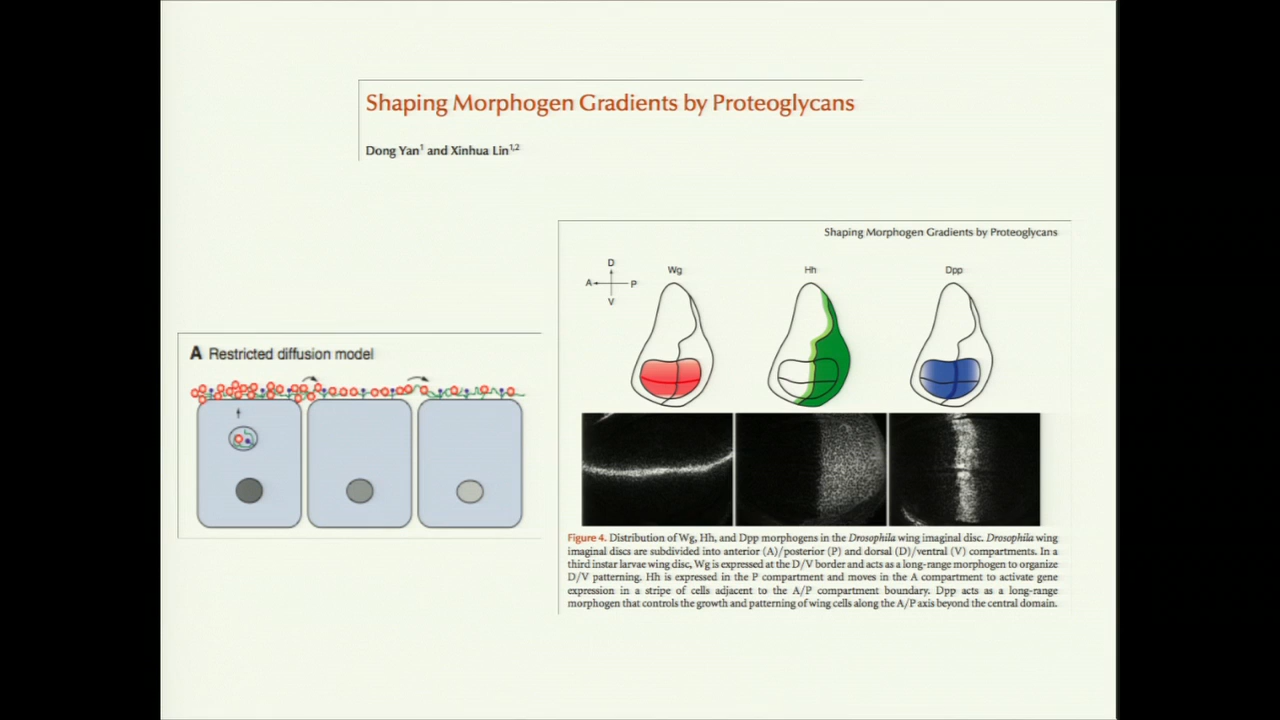 Shaping Morphogen Gradients by Proteoglycans
Dong Yan1 and Xinhua Lin1,2
Shaping Morphogen Gradients by Proteoglycans
D
A P
V
Wg
Hh
Dpp
A Restricted diffusion model
Figure 4. Distribution of Wg, Hh, and Dpp morphogens in the Drosophila wing imaginal disc. Drosophila wing
imaginal discs are subdivided into anterior (A)/posterior (P) and dorsal (D)/ventral (V) compartments. In a
third instar larvae wing disc, Wg is expressed at the D/V border and acts as a long-range morphogen to organize
D/V patterning. Hh is expressed in the P compartment and moves in the A compartment to activate gene
expression in a stripe of cells adjacent to the A/P compartment boundary. Dpp acts as a long-range
morphogen that controls the growth and patterning of wing cells along the A/P axis beyond the central domain.